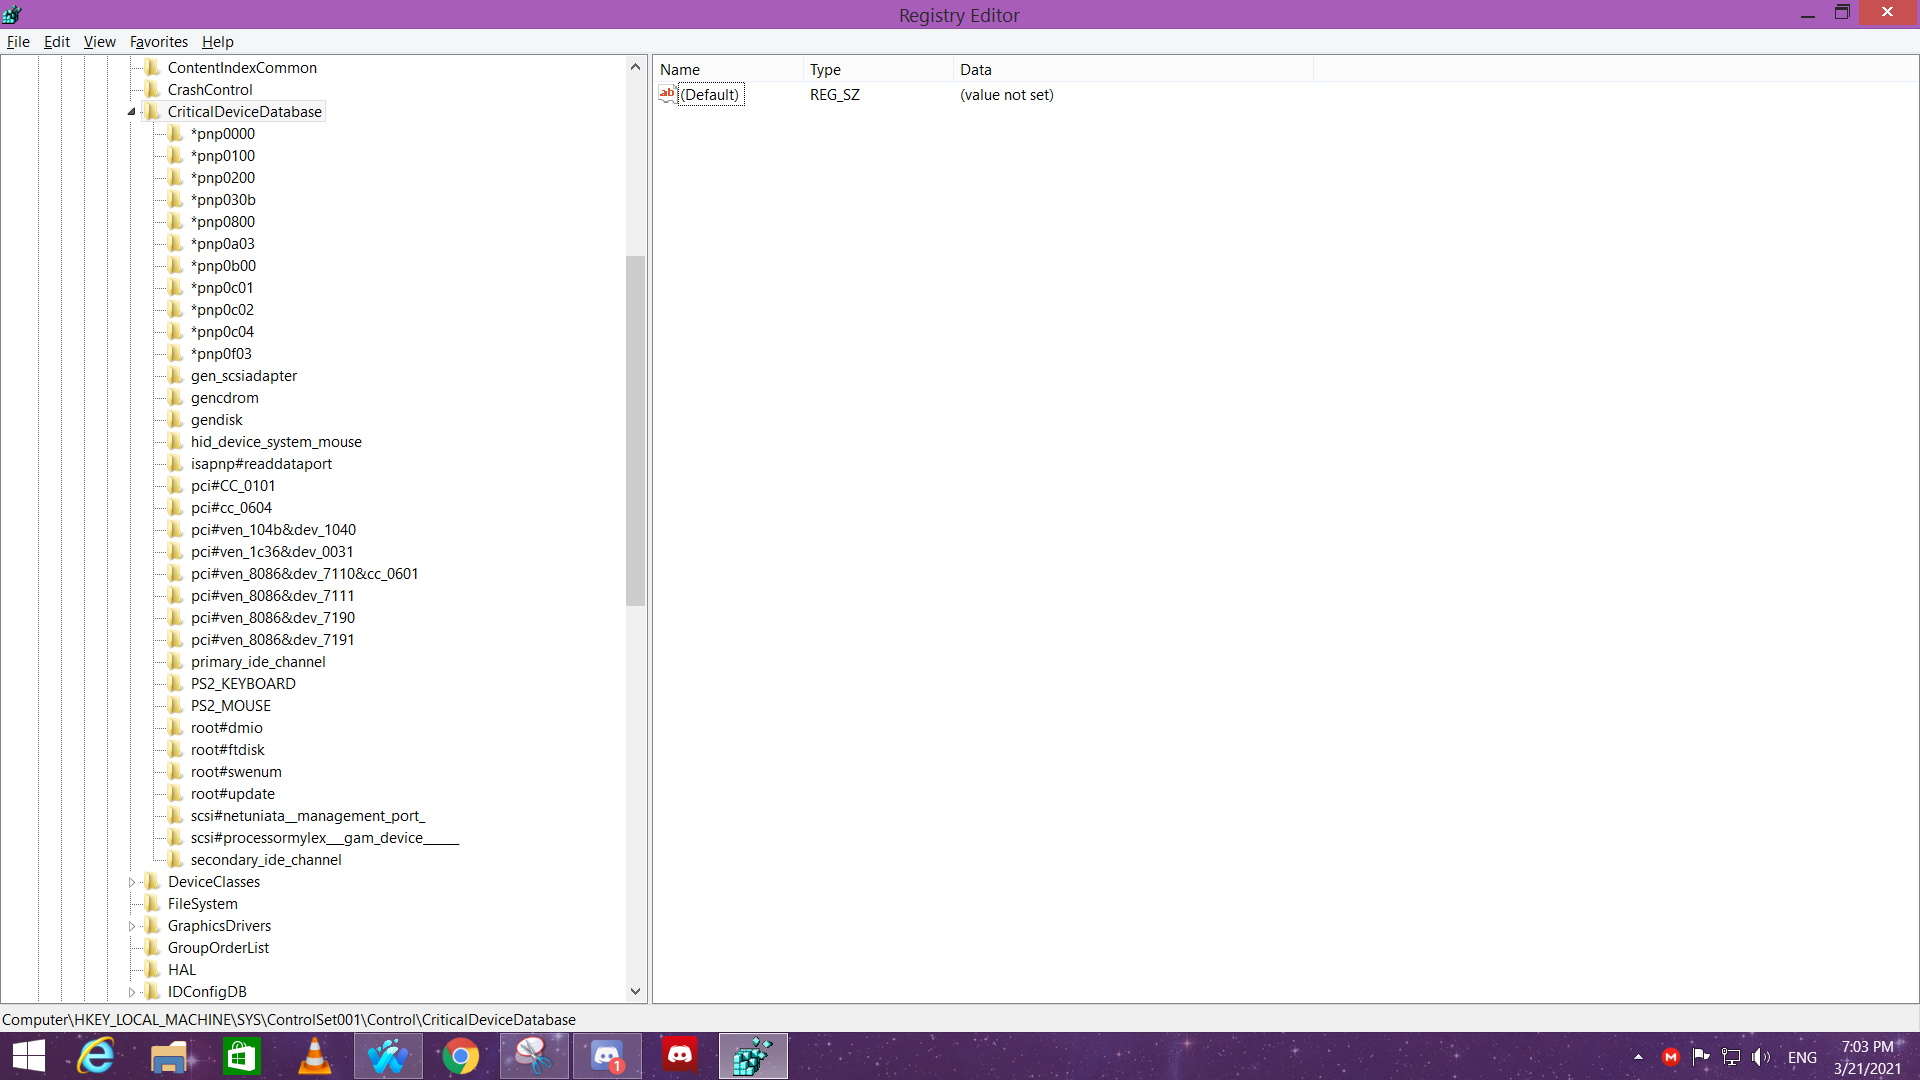 Registry Editor
File Edit View Favorites Help
ContentIndexCommon
CrashControl
CriticalDeviceDatabase
*pnp0000
*pnp0100
*pnp0200
*pnp030b
*pnp0800
*pnp0a03
*pnp0b00
*pnp0c01
*pnp0c02
*pnp0c04
*pnp0f03
gen_scsiadapter
gencdrom
gendisk
hid_device_system_mouse
isapnp#readdataport
pci#CC_0101
pci#cc_0604
pci#ven_104b&dev_1040
pci#ven_1c36&dev_0031
pci#ven_8086&dev_7110&cc_0601
pci#ven_8086&dev_7111
pci#ven_8086&dev_7190
pci#ven_8086&dev_7191
primary_ide_channel
PS2_KEYBOARD
PS2_MOUSE
root#dmio
root#ftdisk
root#swenum
root#update
scsi#netuniata__management_port_
scsi#processormylex___gam_device______
secondary_ide_channel
DeviceClasses
FileSystem
GraphicsDrivers
GroupOrderList
HAL
IDConfigDB
Name Type Data
ab (Default) REG_SZ (value not set)
Computer\HKEY_LOCAL_MACHINE\SYS\ControlSet001\Control\CriticalDeviceDatabase
1
M
ENG
7:03 PM
3/21/2021